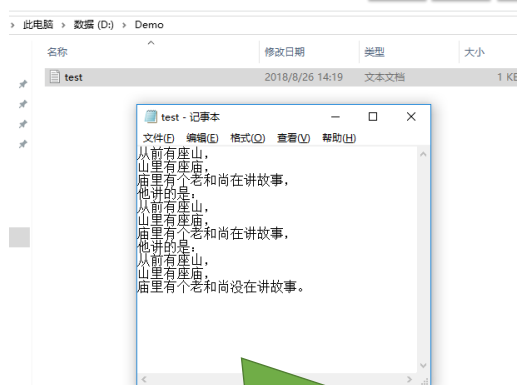 此电脑 > 数据 (D:) > Demo
名称 修改日期 类型 大小
test 2018/8/26 14:19 文本文档 1 KB
test - 记事本
文件(F) 编辑(E) 格式(O) 查看(V) 帮助(H)
从前有座山，
山里有座庙，
庙里有个老和尚在讲故事，
他讲的是：
从前有座山，
山里有座庙，
庙里有个老和尚在讲故事，
他讲的是：
从前有座山，
山里有座庙，
庙里有个老和尚没在讲故事。